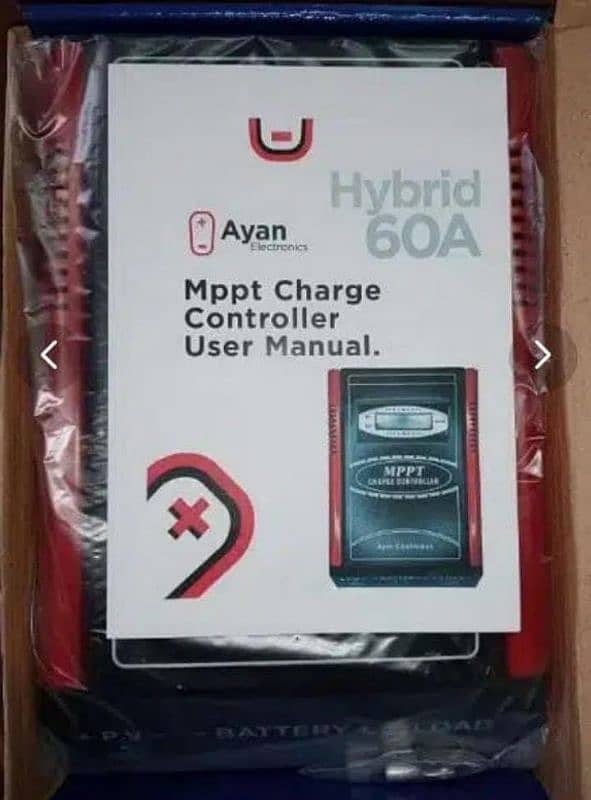 Hybrid
60A
Ayan
Electronics
Mppt Charge
Controller
User Manual.
MPPT
CHARGE CONTROLLER
+ P.V - - BATTERY + - LOAD